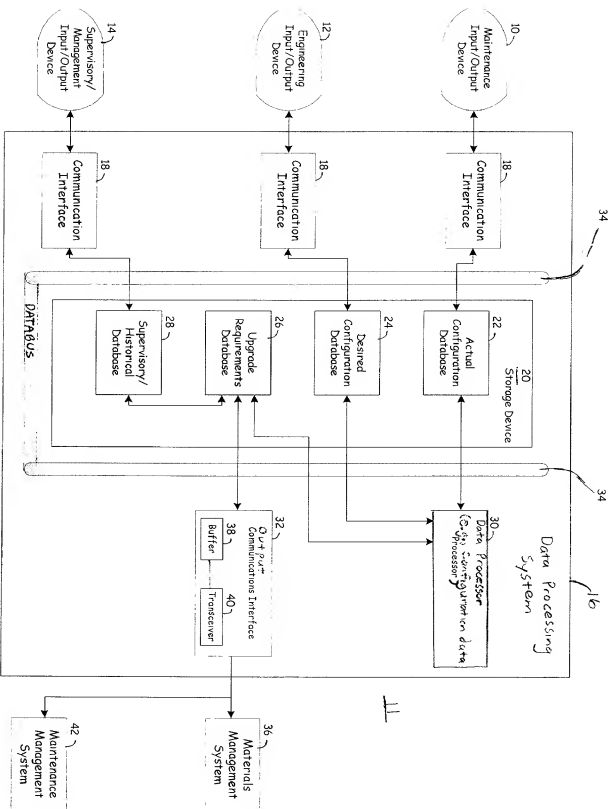 10
Maintenance
Input/Output
Device
12
Engineering
Input/Output
Device
14
Supervisory/
Management
Input/Output
Device
18
Communication
Interface
18
Communication
Interface
18
Communication
Interface
34
DATABUS
20
Storage Device
22
Actual
Configuration
Database
24
Desired
Configuration
Database
26
Upgrade
Requirements
Database
28
Supervisory/
Historical
Database
34
16
Data Processing
System
30
Data Processor
(e.g., configuration data
processor)
32
Output
Communications Interface
38
Buffer
40
Transceiver
11
36
Materials
Management
System
42
Maintenance
Management
System